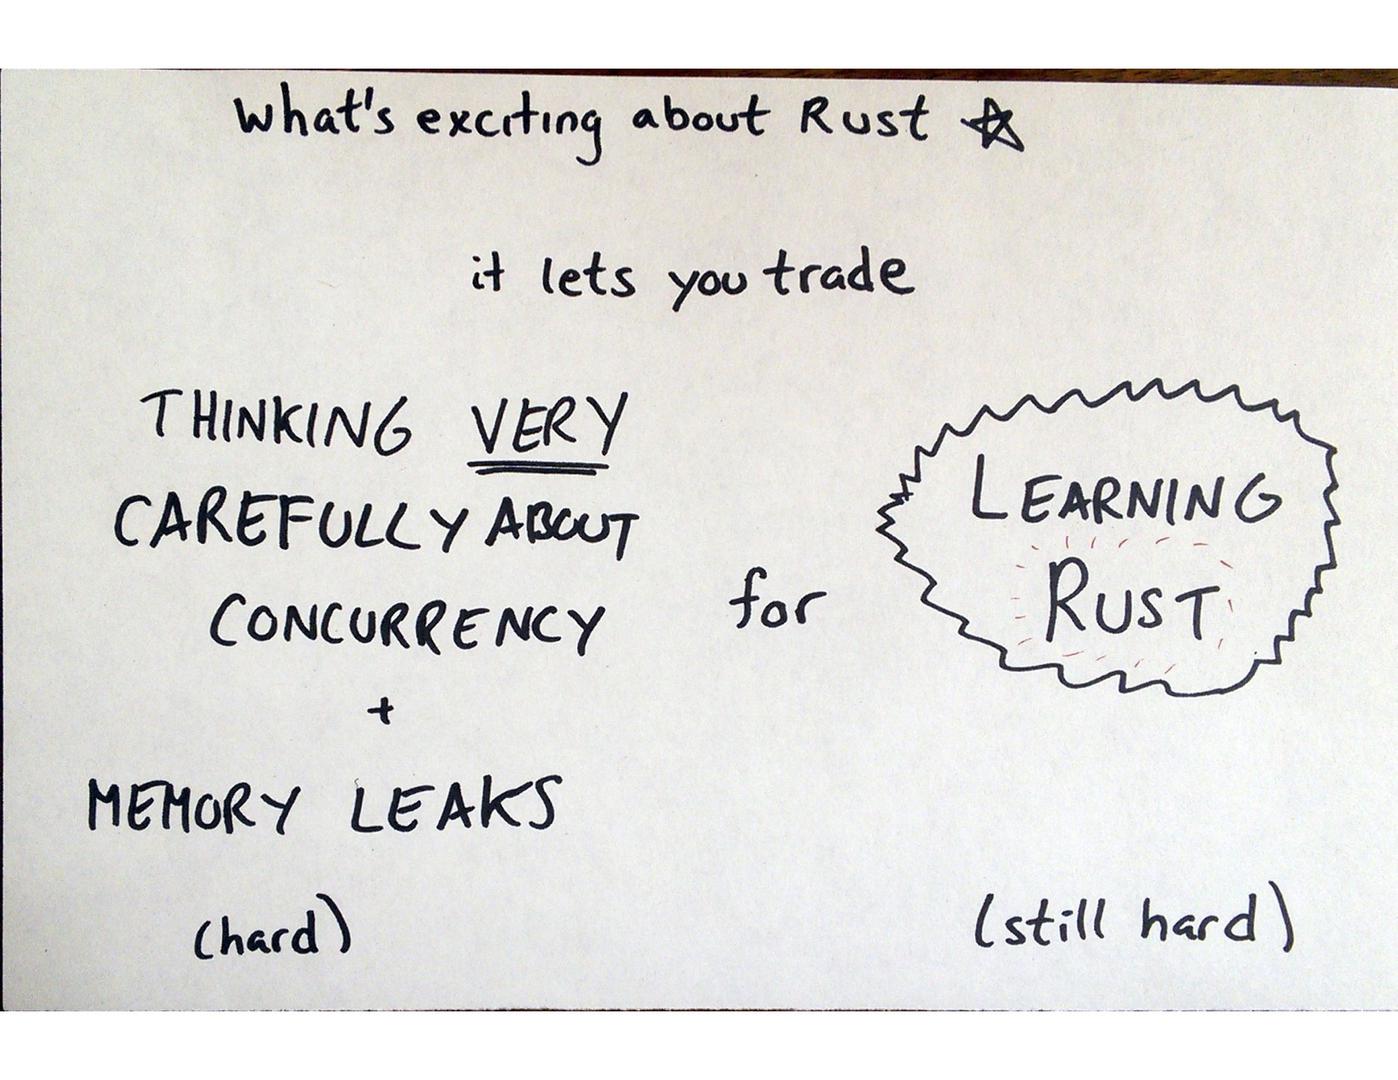 What's exciting about Rust ☆
it lets you trade
THINKING VERY
CAREFULLY ABOUT
CONCURRENCY
+
MEMORY LEAKS
(hard)
for
LEARNING
RUST
(still hard)